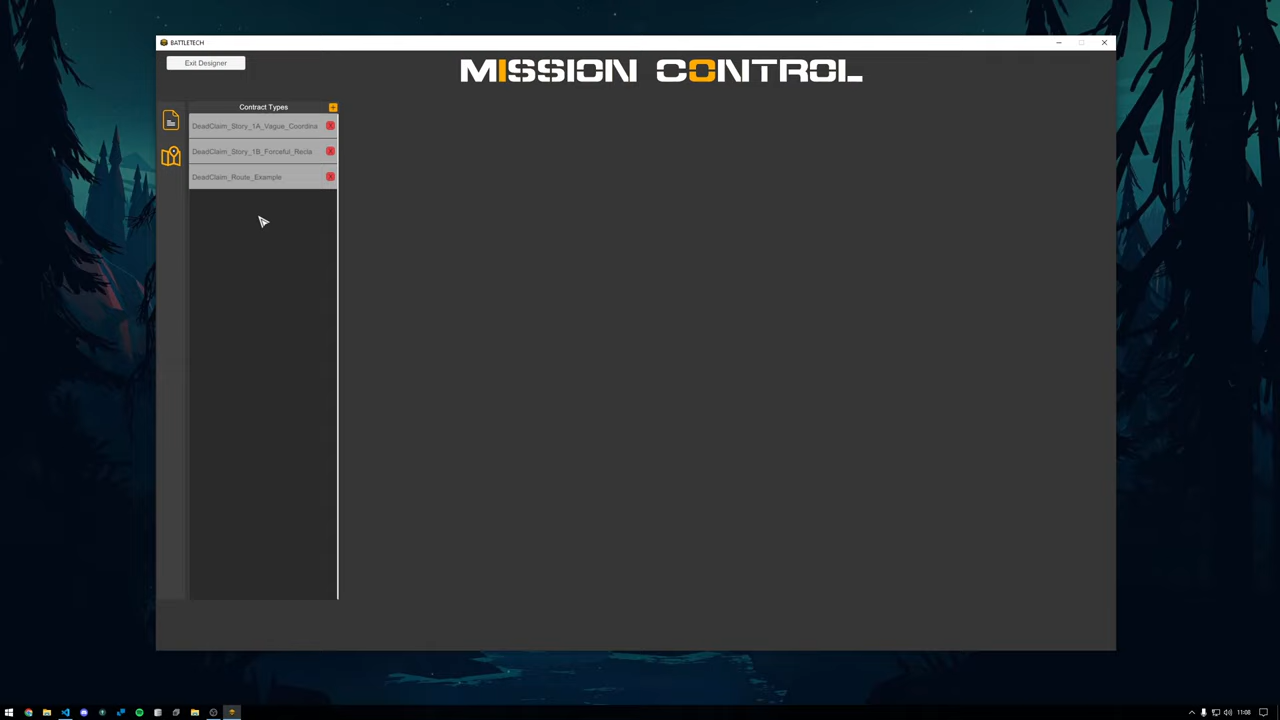 BATTLETECH
Exit Designer
MISSION CONTROL
Contract Types
DeadClaim_Story_1A_Vague_Coordina
DeadClaim_Story_1B_Forceful_Recla
DeadClaim_Route_Example
11:08